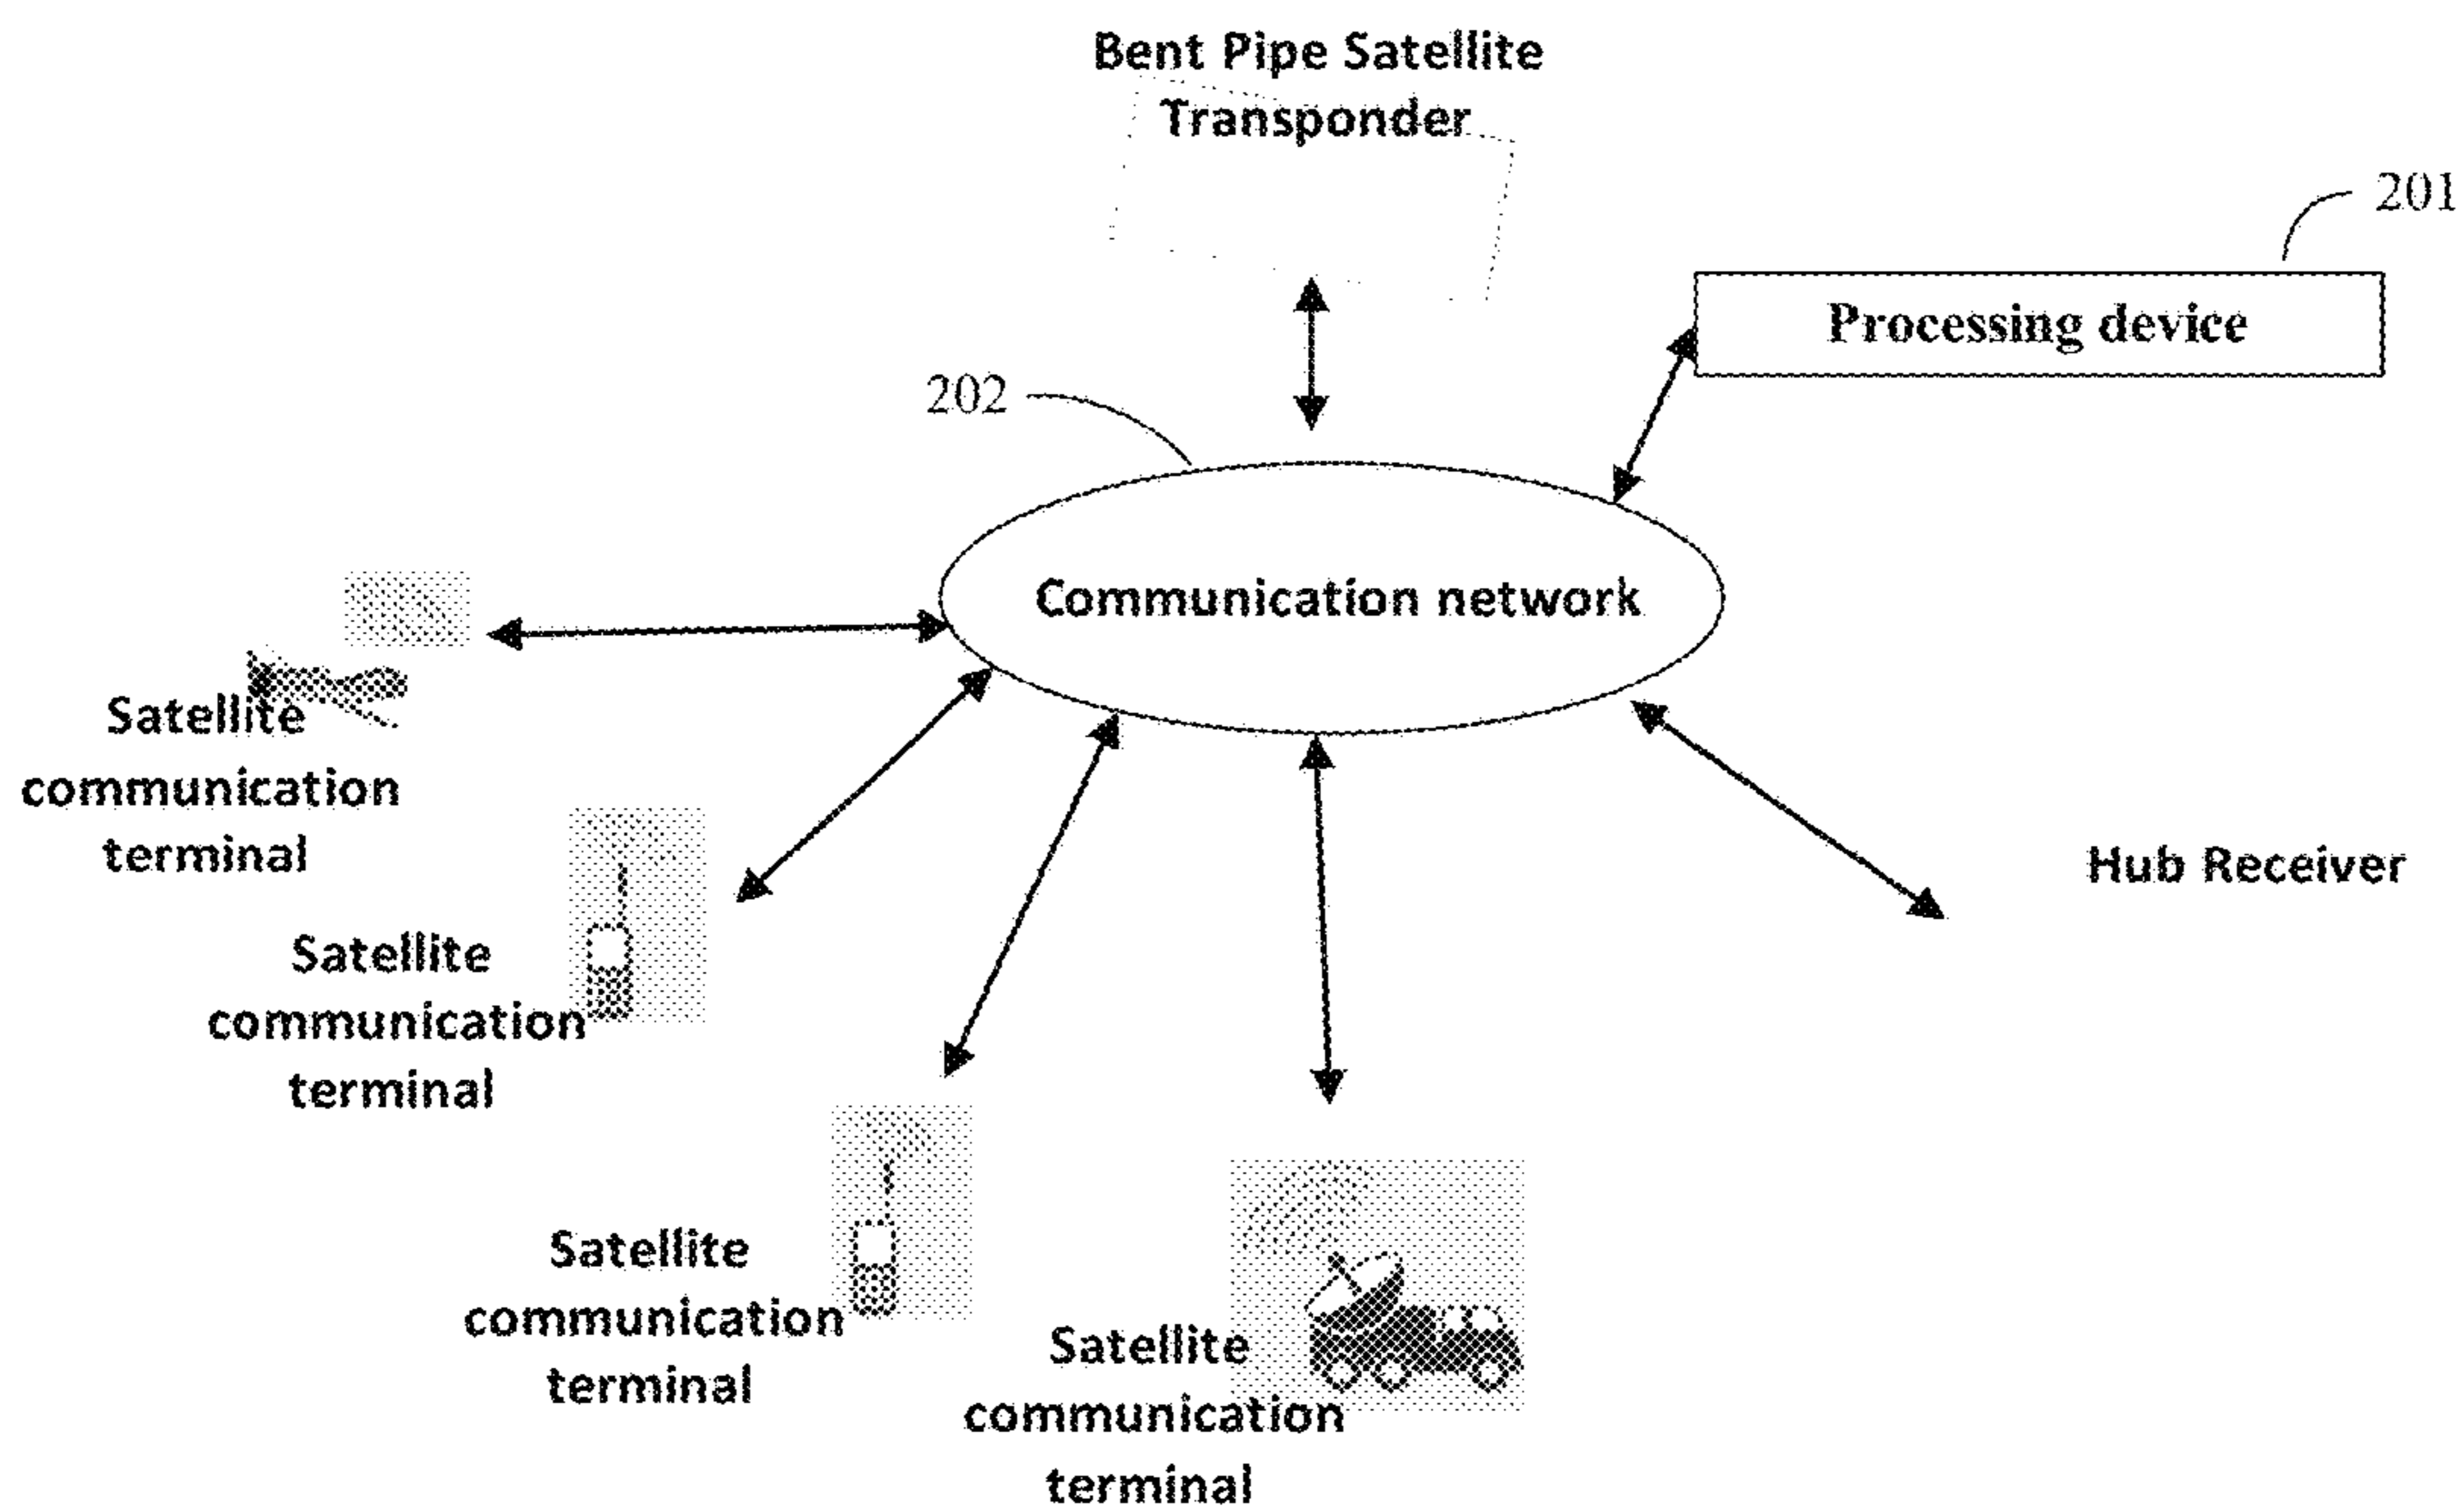 Bent Pipe Satellite
Transponder
201
Processing device
202
Communication network
Satellite
communication
terminal
Hub Receiver
Satellite
communication
terminal
Satellite
communication
terminal
Satellite
communication
terminal